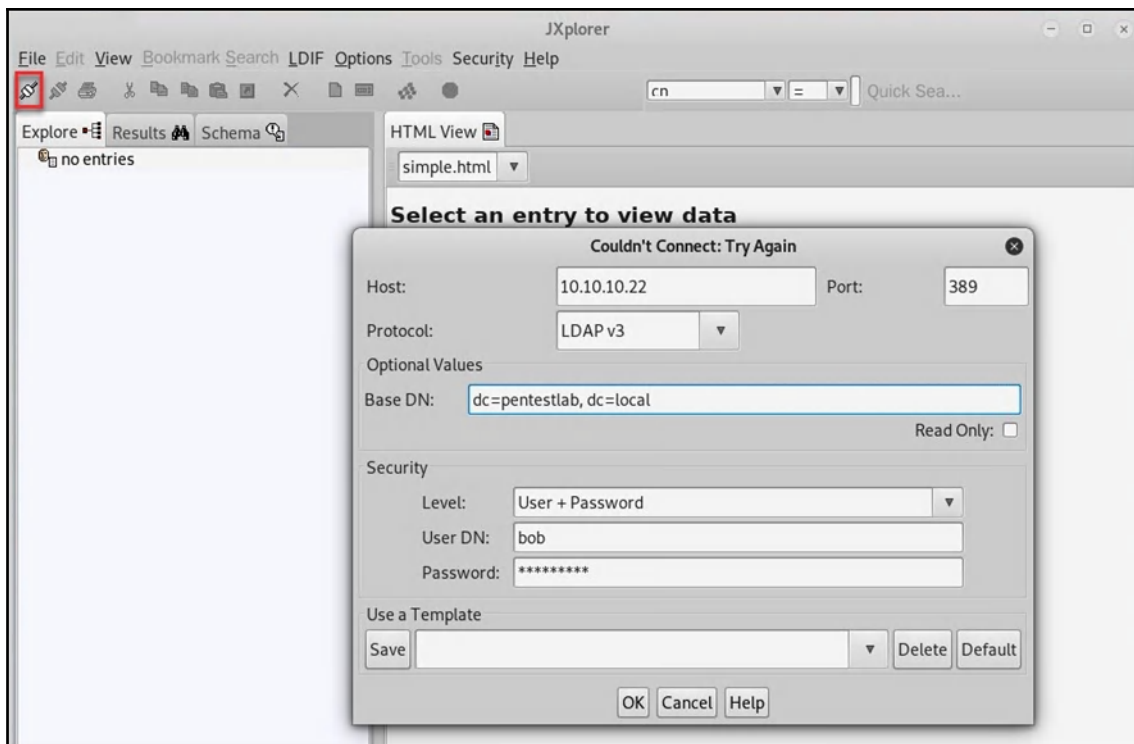 JXplorer
File Edit View Bookmark Search LDIF Options Tools Security Help
cn = Quick Sea...
Explore Results Schema
HTML View
no entries
simple.html
Select an entry to view data
Couldn't Connect: Try Again
Host: 10.10.10.22 Port: 389
Protocol: LDAP v3
Optional Values
Base DN: dc=pentestlab, dc=local
Read Only:
Security
Level: User + Password
User DN: bob
Password: *********
Use a Template
Save Delete Default
OK Cancel Help